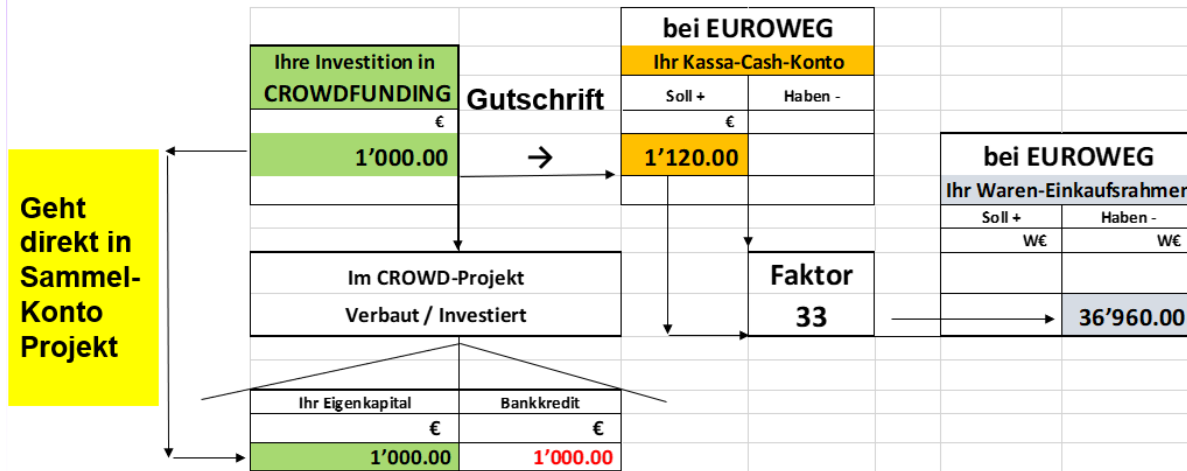 bei EUROWEG
Ihre Investition in
CROWDFUNDING
€
1’000.00
Gutschrift
→
Ihr Kassa-Cash-Konto
Soll + Haben -
€
1’120.00
bei EUROWEG
Ihr Waren-Einkaufsrahmen
Soll + Haben -
W€ W€
36’960.00
Geht
direkt in
Sammel-
Konto
Projekt
Im CROWD-Projekt
Verbaut / Investiert
Faktor
33
Ihr Eigenkapital Bankkredit
€ €
1’000.00 1’000.00